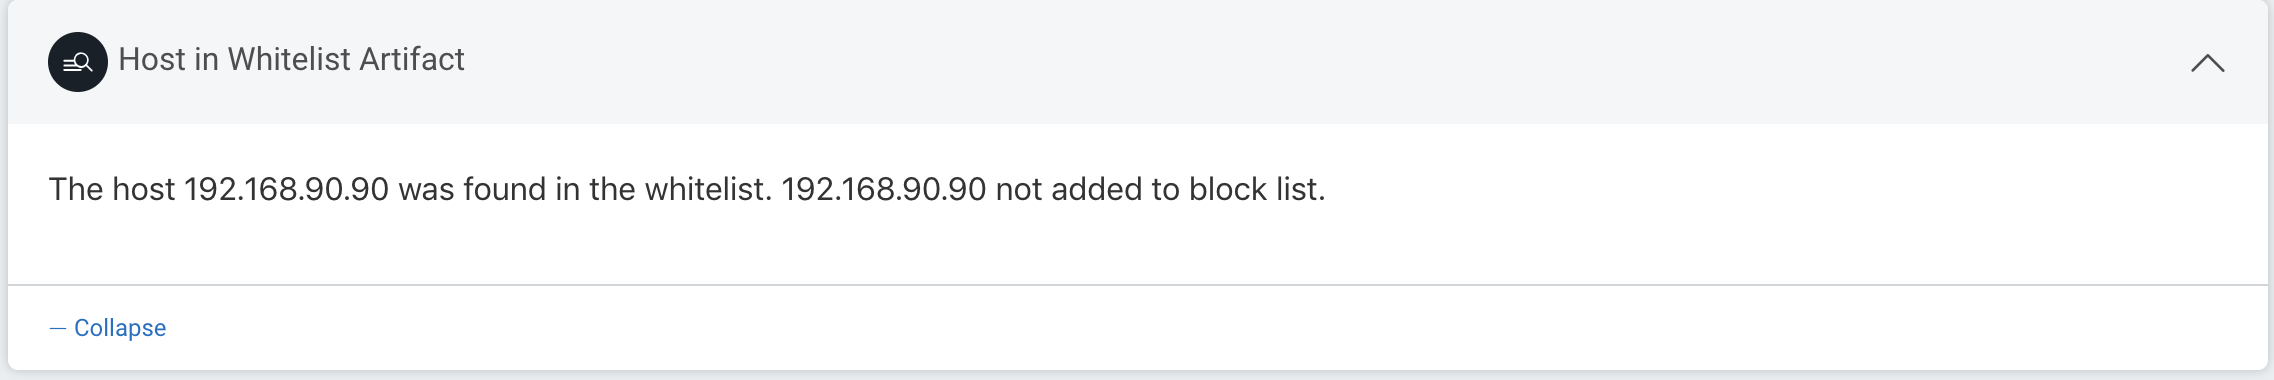 Host in Whitelist Artifact
The host 192.168.90.90 was found in the whitelist. 192.168.90.90 not added to block list.
— Collapse